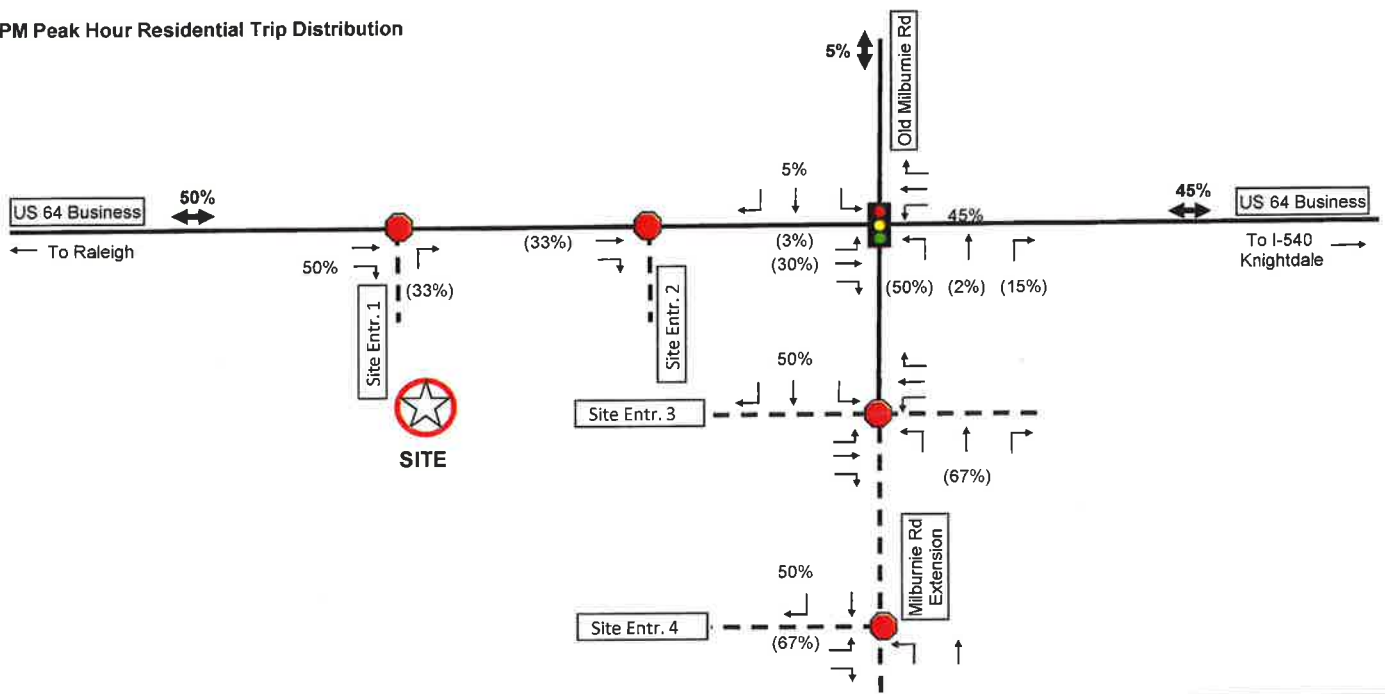 PM Peak Hour Residential Trip Distribution
5%
Old Milburnie Rd
5%
50%
45%
US 64 Business
US 64 Business
45%
To Raleigh
(33%)
(3%)
To I-540
Knightdale
50%
(30%)
(33%)
(50%)
(2%)
(15%)
Site Entr. 1
Site Entr. 2
50%
Site Entr. 3
SITE
(67%)
Milburnie Rd
Extension
50%
Site Entr. 4
(67%)